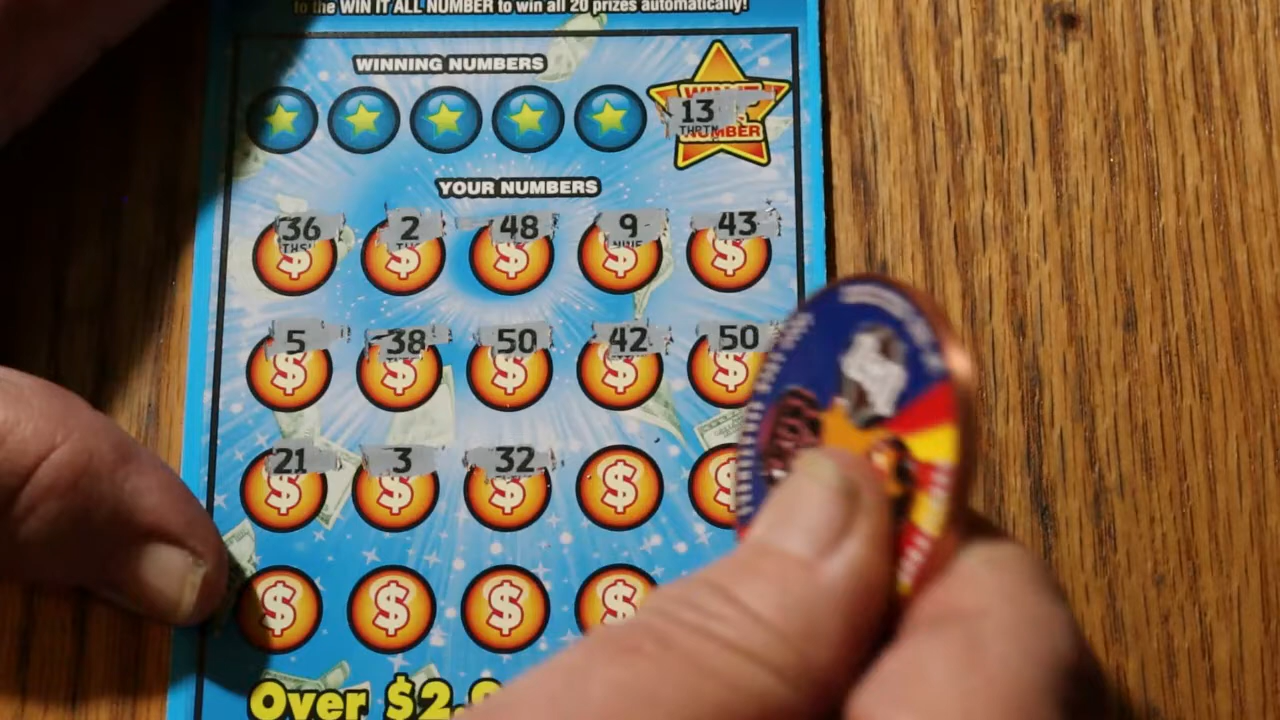 to the WIN IT ALL NUMBER to win all 20 prizes automatically!
WINNING NUMBERS
13
THRTN
NUMBER
YOUR NUMBERS
36 2 48 9 43
5 38 50 42 50
21 3 32
Over $2.